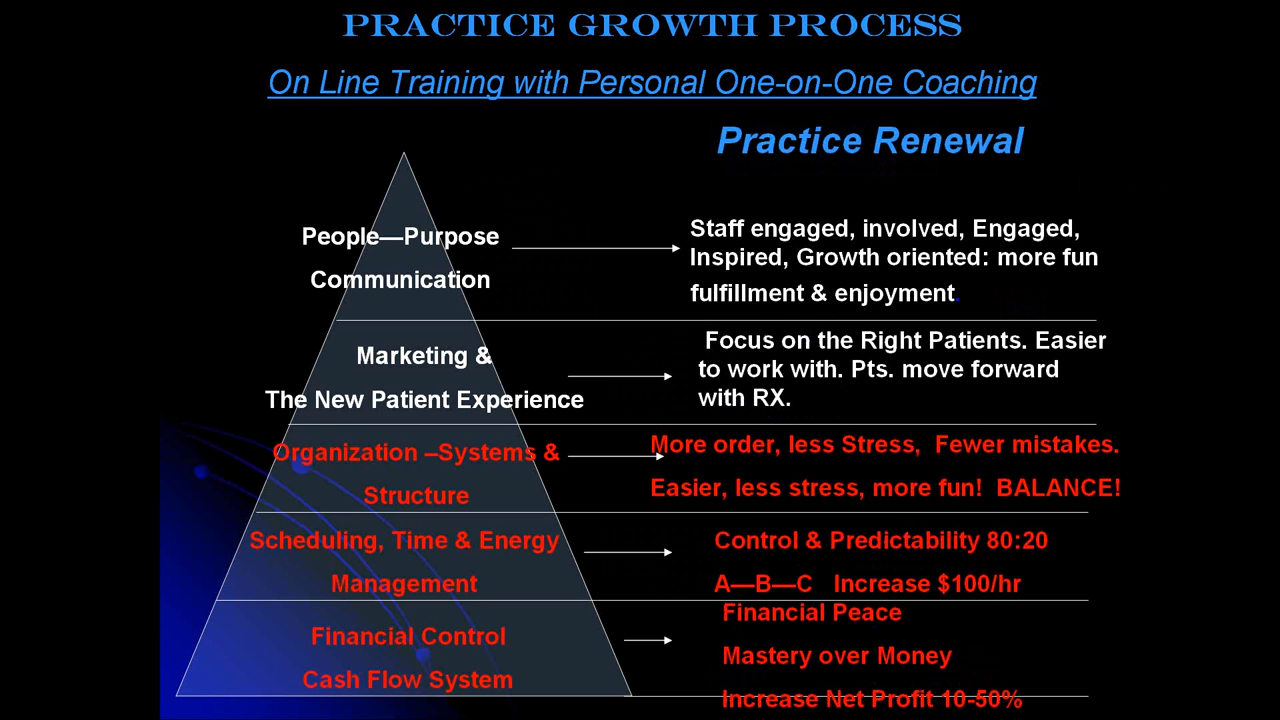 PRACTICE GROWTH PROCESS
On Line Training with Personal One-on-One Coaching
Practice Renewal
People—Purpose
Communication
Staff engaged, involved, Engaged,
Inspired, Growth oriented: more fun
fulfillment & enjoyment.
Marketing &
The New Patient Experience
Focus on the Right Patients. Easier
to work with. Pts. move forward
with RX.
Organization –Systems &
Structure
More order, less Stress, Fewer mistakes.
Easier, less stress, more fun! BALANCE!
Scheduling, Time & Energy
Management
Control & Predictability 80:20
A—B—C Increase $100/hr
Financial Control
Cash Flow System
Financial Peace
Mastery over Money
Increase Net Profit 10-50%